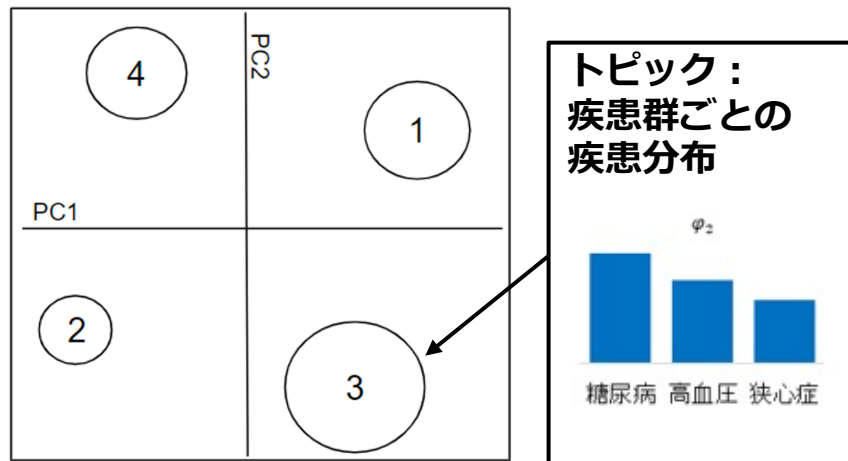 4
PC2
1
PC1
2
3
トピック：
疾患群ごとの
疾患分布
φ₂
糖尿病 高血圧 狭心症